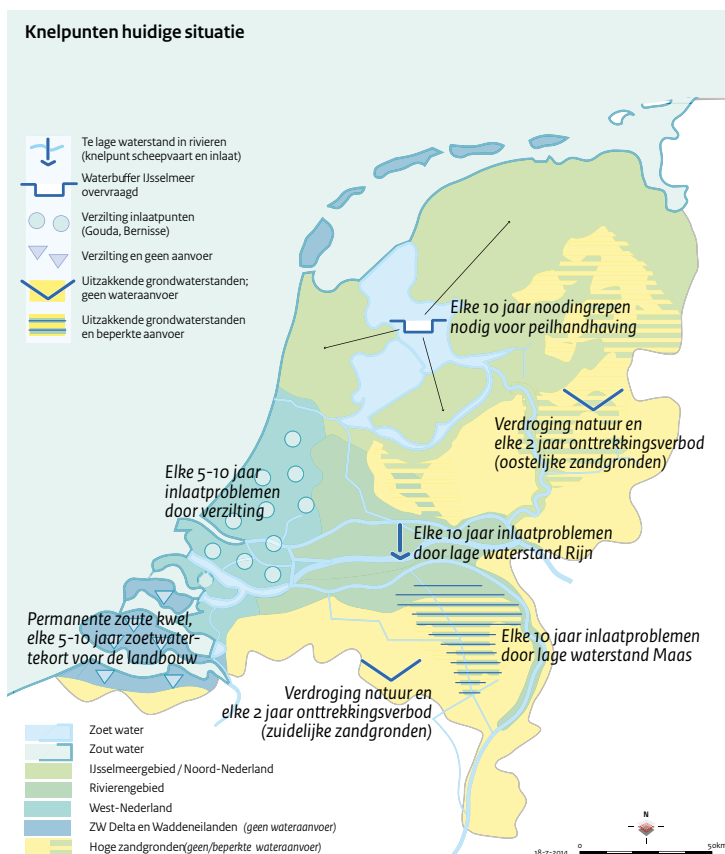 Knelpunten huidige situatie
Te lage waterstand in rivieren
(knelpunt scheepvaart en inlaat)
Waterbuffer IJsselmeer
overvraagd
Verzilting inlaatpunten
(Gouda, Bernisse)
Verzilting en geen aanvoer
Uitzakkende grondwaterstanden;
geen wateraanvoer
Uitzakkende grondwaterstanden
en beperkte aanvoer
Elke 10 jaar noodingrepen
nodig voor peilhandhaving
Verdroging natuur en
elke 2 jaar onttrekkingsverbod
(oostelijke zandgronden)
Elke 5-10 jaar
inlaatproblemen
door verzilting
Elke 10 jaar inlaatproblemen
door lage waterstand Rijn
Permanente zoute kwel,
elke 5-10 jaar zoetwater-
tekort voor de landbouw
Elke 10 jaar inlaatproblemen
door lage waterstand Maas
Verdroging natuur en
elke 2 jaar onttrekkingsverbod
(zuidelijke zandgronden)
Zoet water
Zout water
IJsselmeergebied / Noord-Nederland
Rivierengebied
West-Nederland
ZW Delta en Waddeneilanden (geen wateraanvoer)
Hoge zandgronden(geen/beperkte wateraanvoer)
N
0 50km
18-7-2014